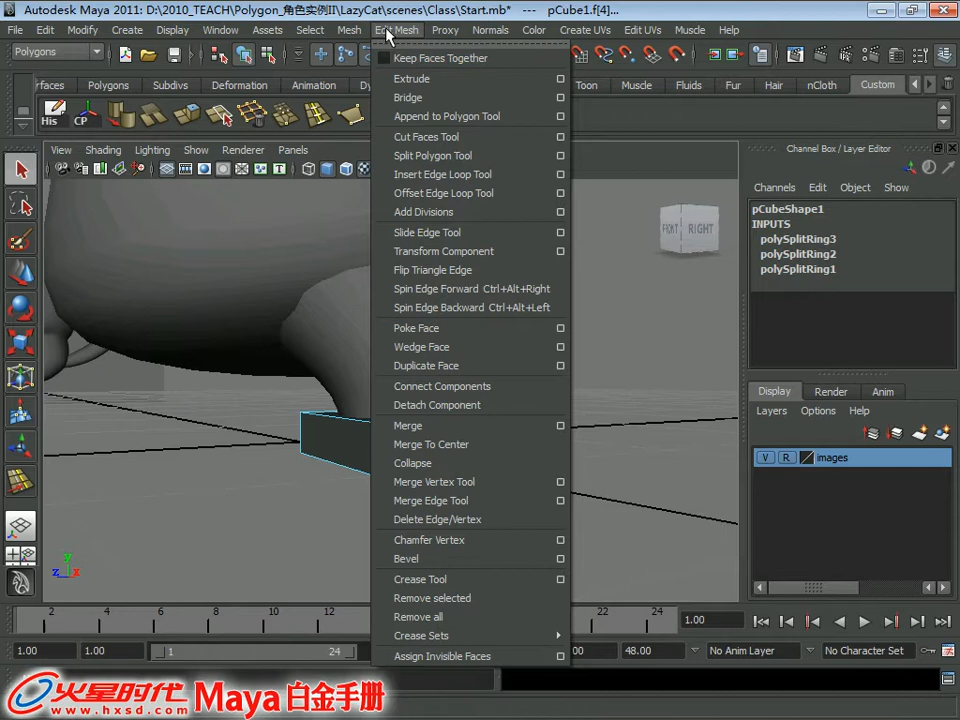 Autodesk Maya 2011: D:\2010_TEACH\Polygon_角色实例II\LazyCat\scenes\Class\Start.mb* --- pCube1.f[4]...
File Edit Modify Create Display Window Assets Select Mesh Edit Mesh Proxy Normals Color Create UVs Edit UVs Muscle Help
Polygons
Keep Faces Together
Extrude
Bridge
Append to Polygon Tool
Cut Faces Tool
Split Polygon Tool
Insert Edge Loop Tool
Offset Edge Loop Tool
Add Divisions
Slide Edge Tool
Transform Component
Flip Triangle Edge
Spin Edge Forward Ctrl+Alt+Right
Spin Edge Backward Ctrl+Alt+Left
Poke Face
Wedge Face
Duplicate Face
Connect Components
Detach Component
Merge
Merge To Center
Collapse
Merge Vertex Tool
Merge Edge Tool
Delete Edge/Vertex
Chamfer Vertex
Bevel
Crease Tool
Remove selected
Remove all
Crease Sets
Assign Invisible Faces
rfaces Polygons Subdivs Deformation Animation Toon Muscle Fluids Fur Hair nCloth Custom
His CP
View Shading Lighting Show Renderer Panels
FRONT RIGHT
y
z x
Channel Box / Layer Editor
Channels Edit Object Show
pCubeShape1
INPUTS
polySplitRing3
polySplitRing2
polySplitRing1
Display Render Anim
Layers Options Help
V R images
2 4 6 8 10 12 22 24 1.00
1.00 1.00 1 24 48.00 No Anim Layer No Character Set
火星时代 Maya 白金手册
www.hxsd.com